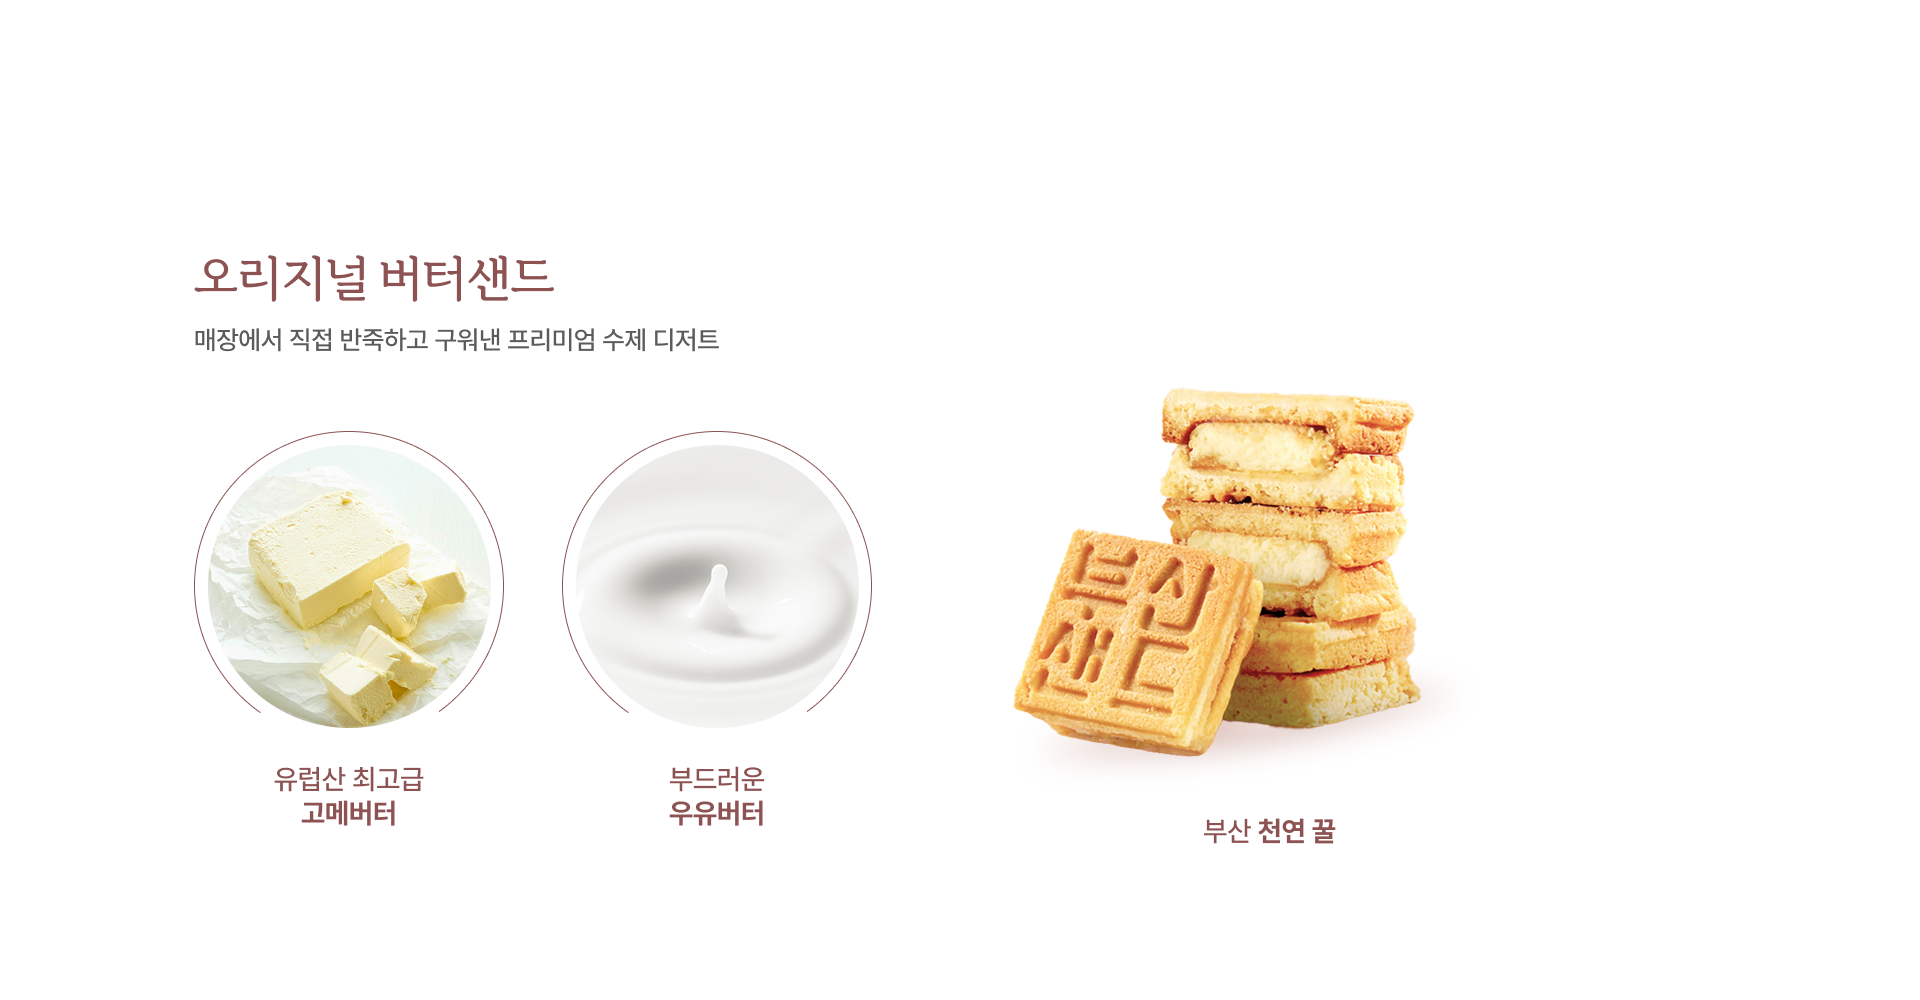 오리지널 버터샌드
매장에서 직접 반죽하고 구워낸 프리미엄 수제 디저트
부산
샌드
유럽산 최고급
고메버터
부드러운
우유버터
부산 천연 꿀